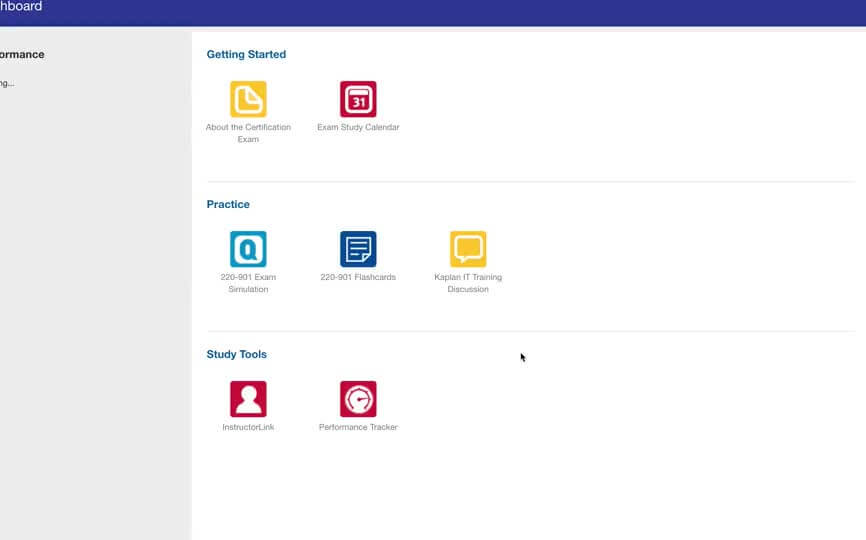 hboard
ormance
ng...
Getting Started
31
About the Certification
Exam
Exam Study Calendar
Practice
Q
220-901 Exam
Simulation
220-901 Flashcards
Kaplan IT Training
Discussion
Study Tools
InstructorLink
Performance Tracker